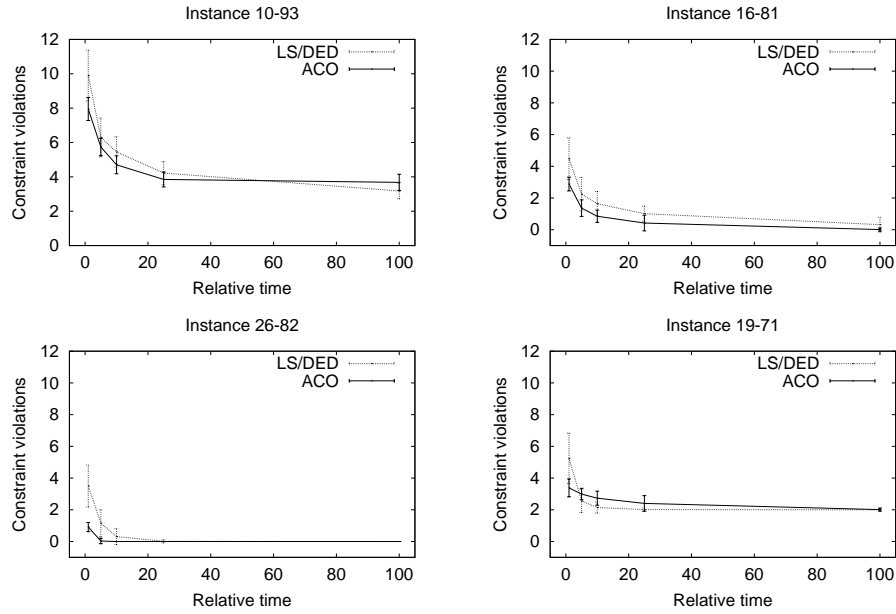 Instance 10-93
12
10
8
6
4
2
0
Constraint violations
LS/DED
ACO
0 20 40 60 80 100
Relative time
Instance 16-81
12
10
8
6
4
2
0
Constraint violations
LS/DED
ACO
0 20 40 60 80 100
Relative time
Instance 26-82
12
10
8
6
4
2
0
Constraint violations
LS/DED
ACO
0 20 40 60 80 100
Relative time
Instance 19-71
12
10
8
6
4
2
0
Constraint violations
LS/DED
ACO
0 20 40 60 80 100
Relative time